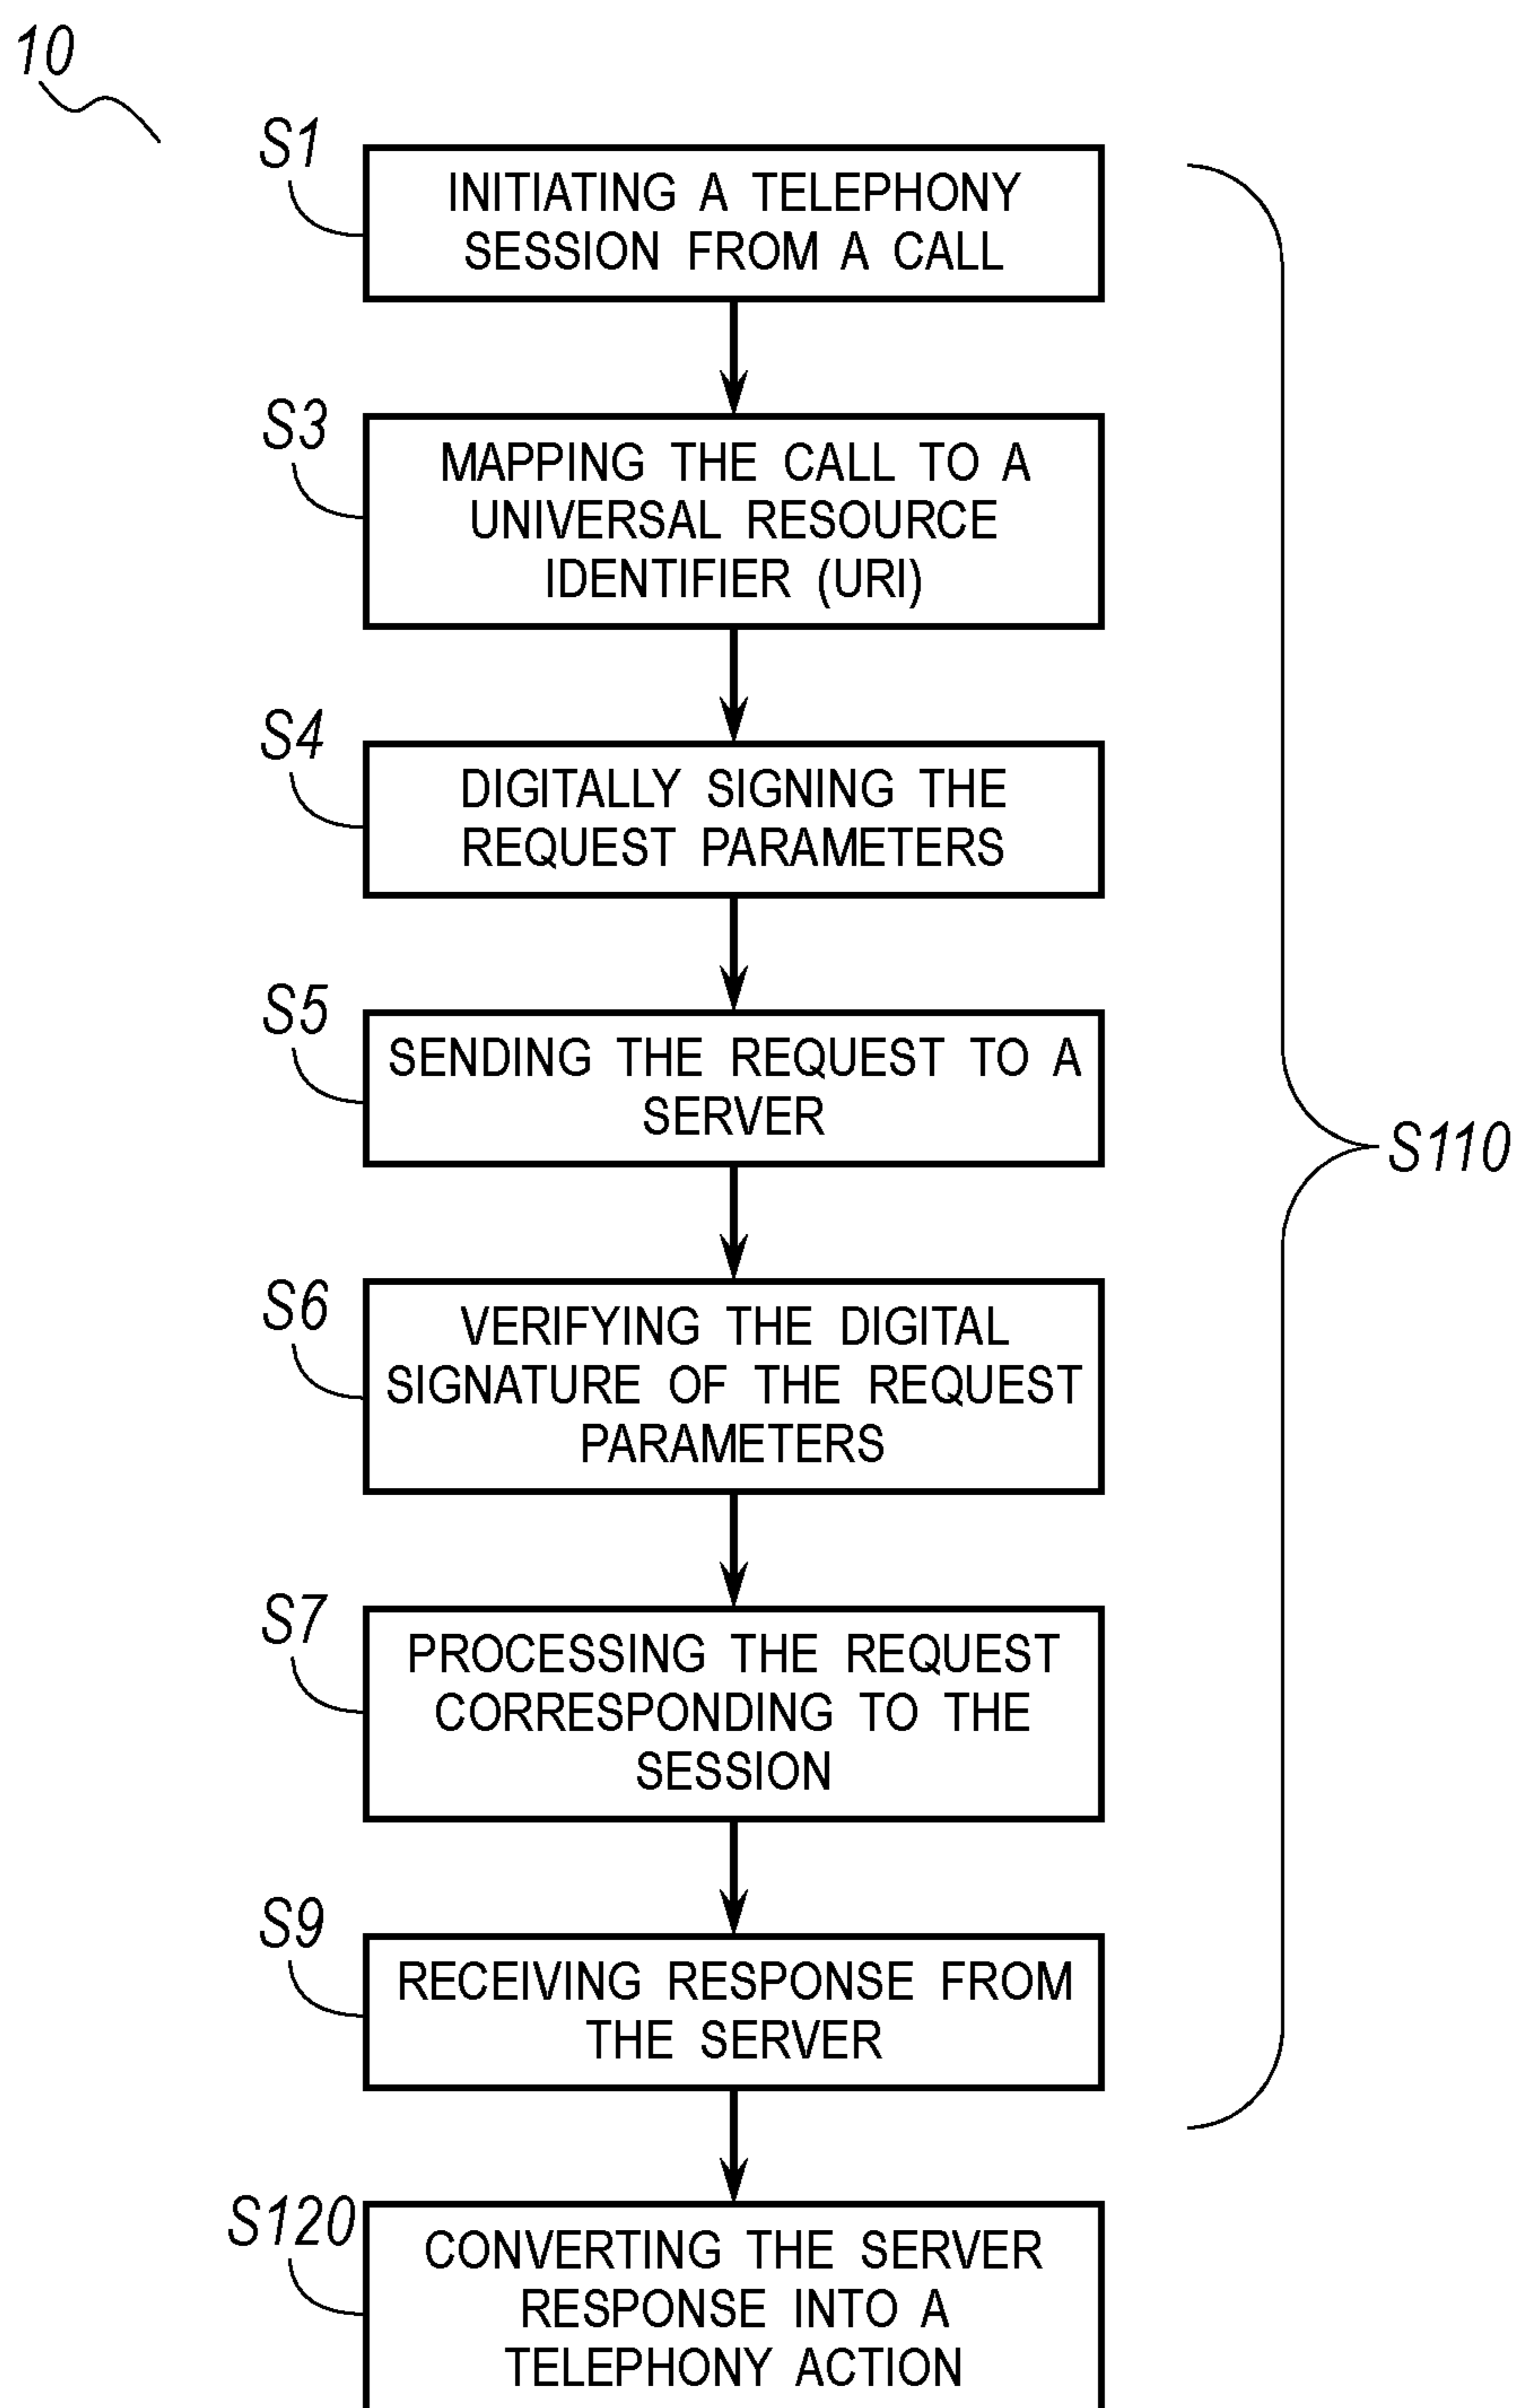 10
S1
INITIATING A TELEPHONY
SESSION FROM A CALL
S3
MAPPING THE CALL TO A
UNIVERSAL RESOURCE
IDENTIFIER (URI)
S4
DIGITALLY SIGNING THE
REQUEST PARAMETERS
S5
SENDING THE REQUEST TO A
SERVER
S110
S6
VERIFYING THE DIGITAL
SIGNATURE OF THE REQUEST
PARAMETERS
S7
PROCESSING THE REQUEST
CORRESPONDING TO THE
SESSION
S9
RECEIVING RESPONSE FROM
THE SERVER
S120
CONVERTING THE SERVER
RESPONSE INTO A
TELEPHONY ACTION